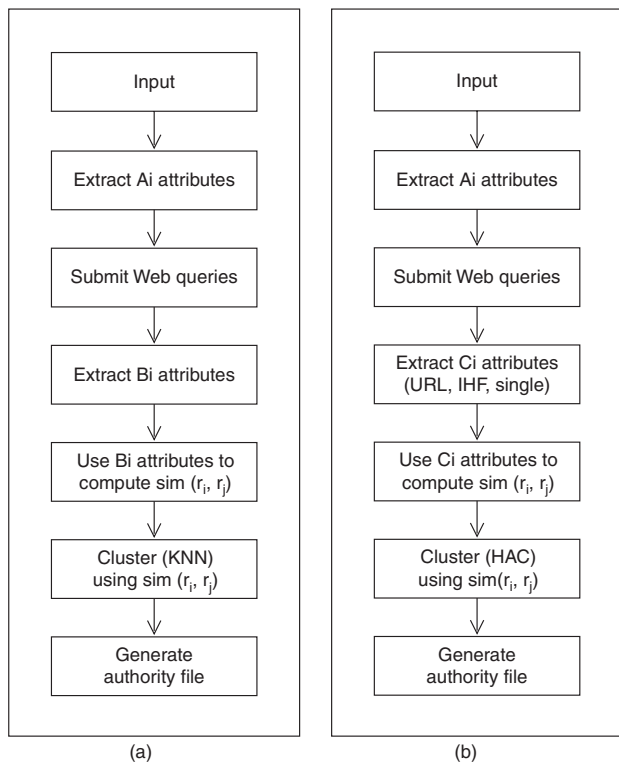 Input
Extract Ai attributes
Submit Web queries
Extract Bi attributes
Use Bi attributes to
compute sim (ri, rj)
Cluster (KNN)
using sim (ri, rj)
Generate
authority file
(a)
Input
Extract Ai attributes
Submit Web queries
Extract Ci attributes
(URL, IHF, single)
Use Ci attributes to
compute sim (ri, rj)
Cluster (HAC)
using sim(ri, rj)
Generate
authority file
(b)